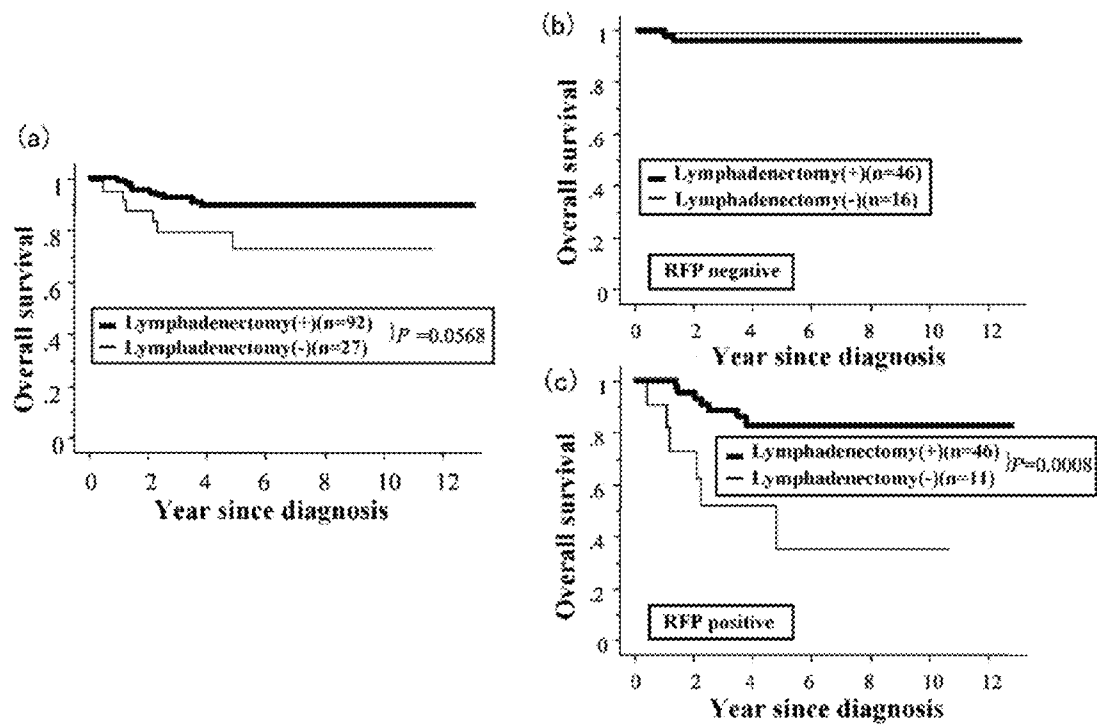 (a)
Overall survival
1
.8
.6
.4
.2
0
Lymphadenectomy(+)(n=92)
Lymphadenectomy(-)(n=27)
}P =0.0568
0 2 4 6 8 10 12
Year since diagnosis
(b)
Overall survival
1
.8
.6
.4
.2
0
Lymphadenectomy(+)(n=46)
Lymphadenectomy(-)(n=16)
RFP negative
0 2 4 6 8 10 12
Year since diagnosis
(c)
Overall survival
1
.8
.6
.4
.2
0
Lymphadenectomy(+)(n=46)
Lymphadenectomy(-)(n=11)
}P=0.0008
RFP positive
0 2 4 6 8 10 12
Year since diagnosis